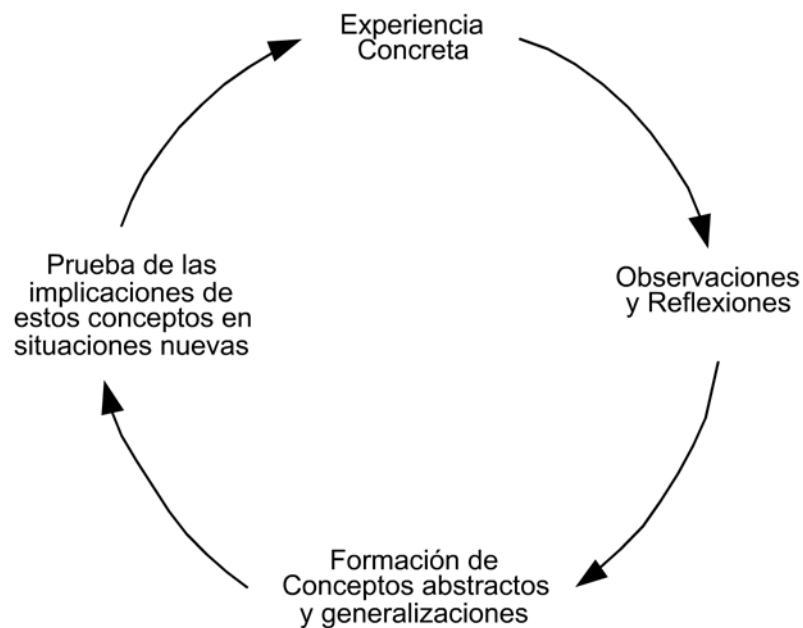 Experiencia
Concreta
Observaciones
y Reflexiones
Formación de
Conceptos abstractos
y generalizaciones
Prueba de las
implicaciones de
estos conceptos en
situaciones nuevas